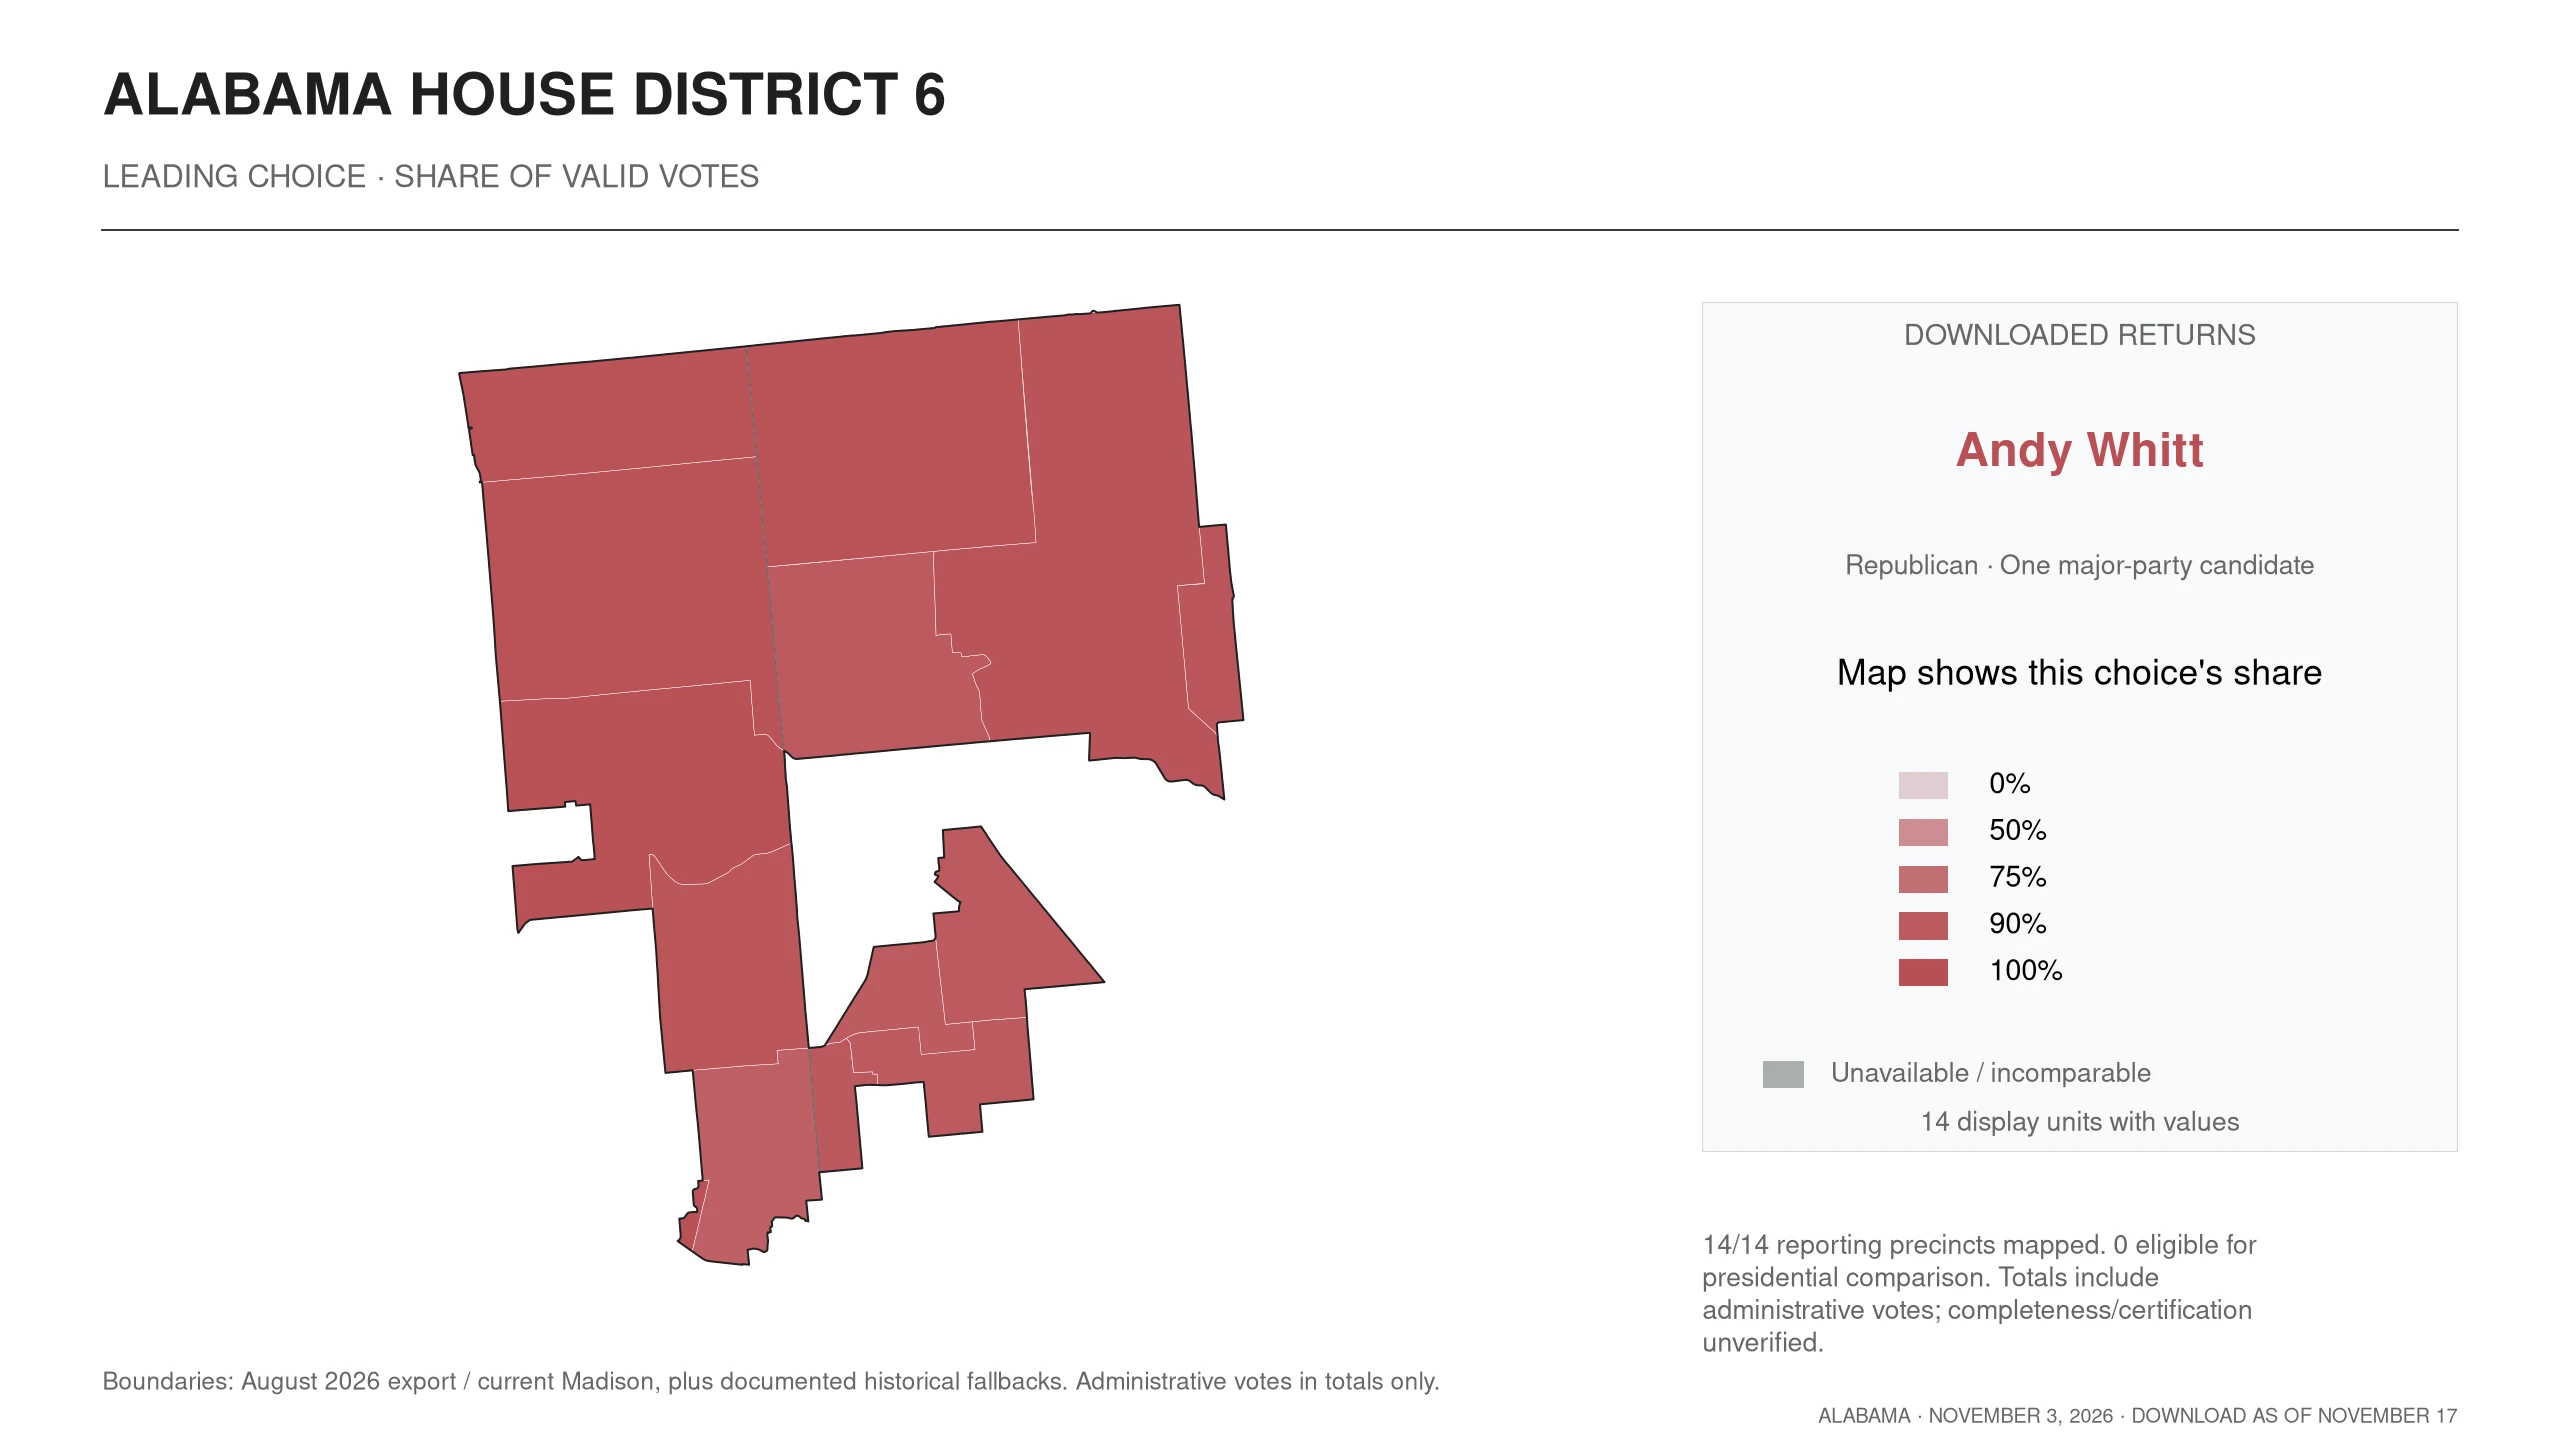 ALABAMA HOUSE DISTRICT 6
LEADING CHOICE · SHARE OF VALID VOTES
DOWNLOADED RETURNS
Andy Whitt
Republican · One major-party candidate
Map shows this choice's share
0%
50%
75%
90%
100%
Unavailable / incomparable
14 display units with values
14/14 reporting precincts mapped. 0 eligible for
presidential comparison. Totals include
administrative votes; completeness/certification
unverified.
Boundaries: August 2026 export / current Madison, plus documented historical fallbacks. Administrative votes in totals only.
ALABAMA · NOVEMBER 3, 2026 · DOWNLOAD AS OF NOVEMBER 17